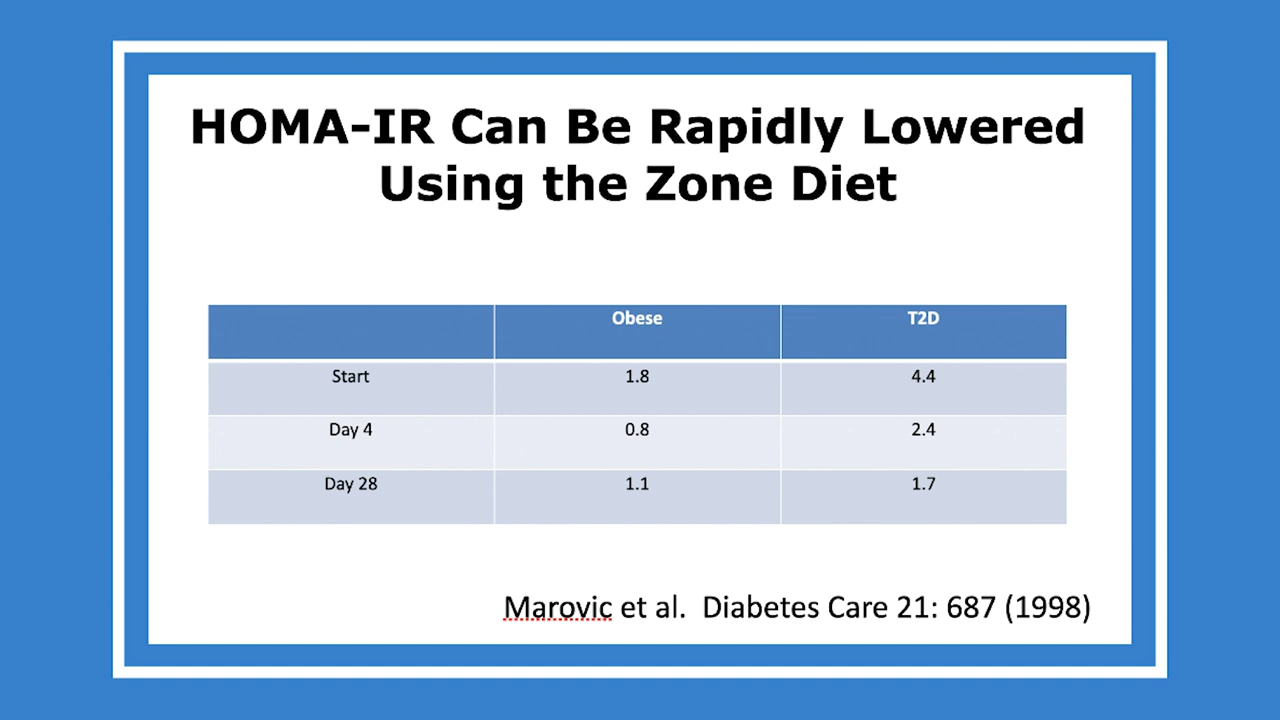 HOMA-IR Can Be Rapidly Lowered
Using the Zone Diet
Obese T2D
Start 1.8 4.4
Day 4 0.8 2.4
Day 28 1.1 1.7
Marovic et al. Diabetes Care 21: 687 (1998)